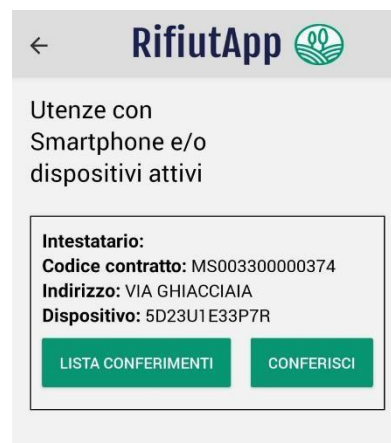 RifiutApp
Utenze con
Smartphone e/o
dispositivi attivi
Intestatario:
Codice contratto: MS003300000374
Indirizzo: VIA GHIACCIAIA
Dispositivo: 5D23U1E33P7R
LISTA CONFERIMENTI CONFERISCI